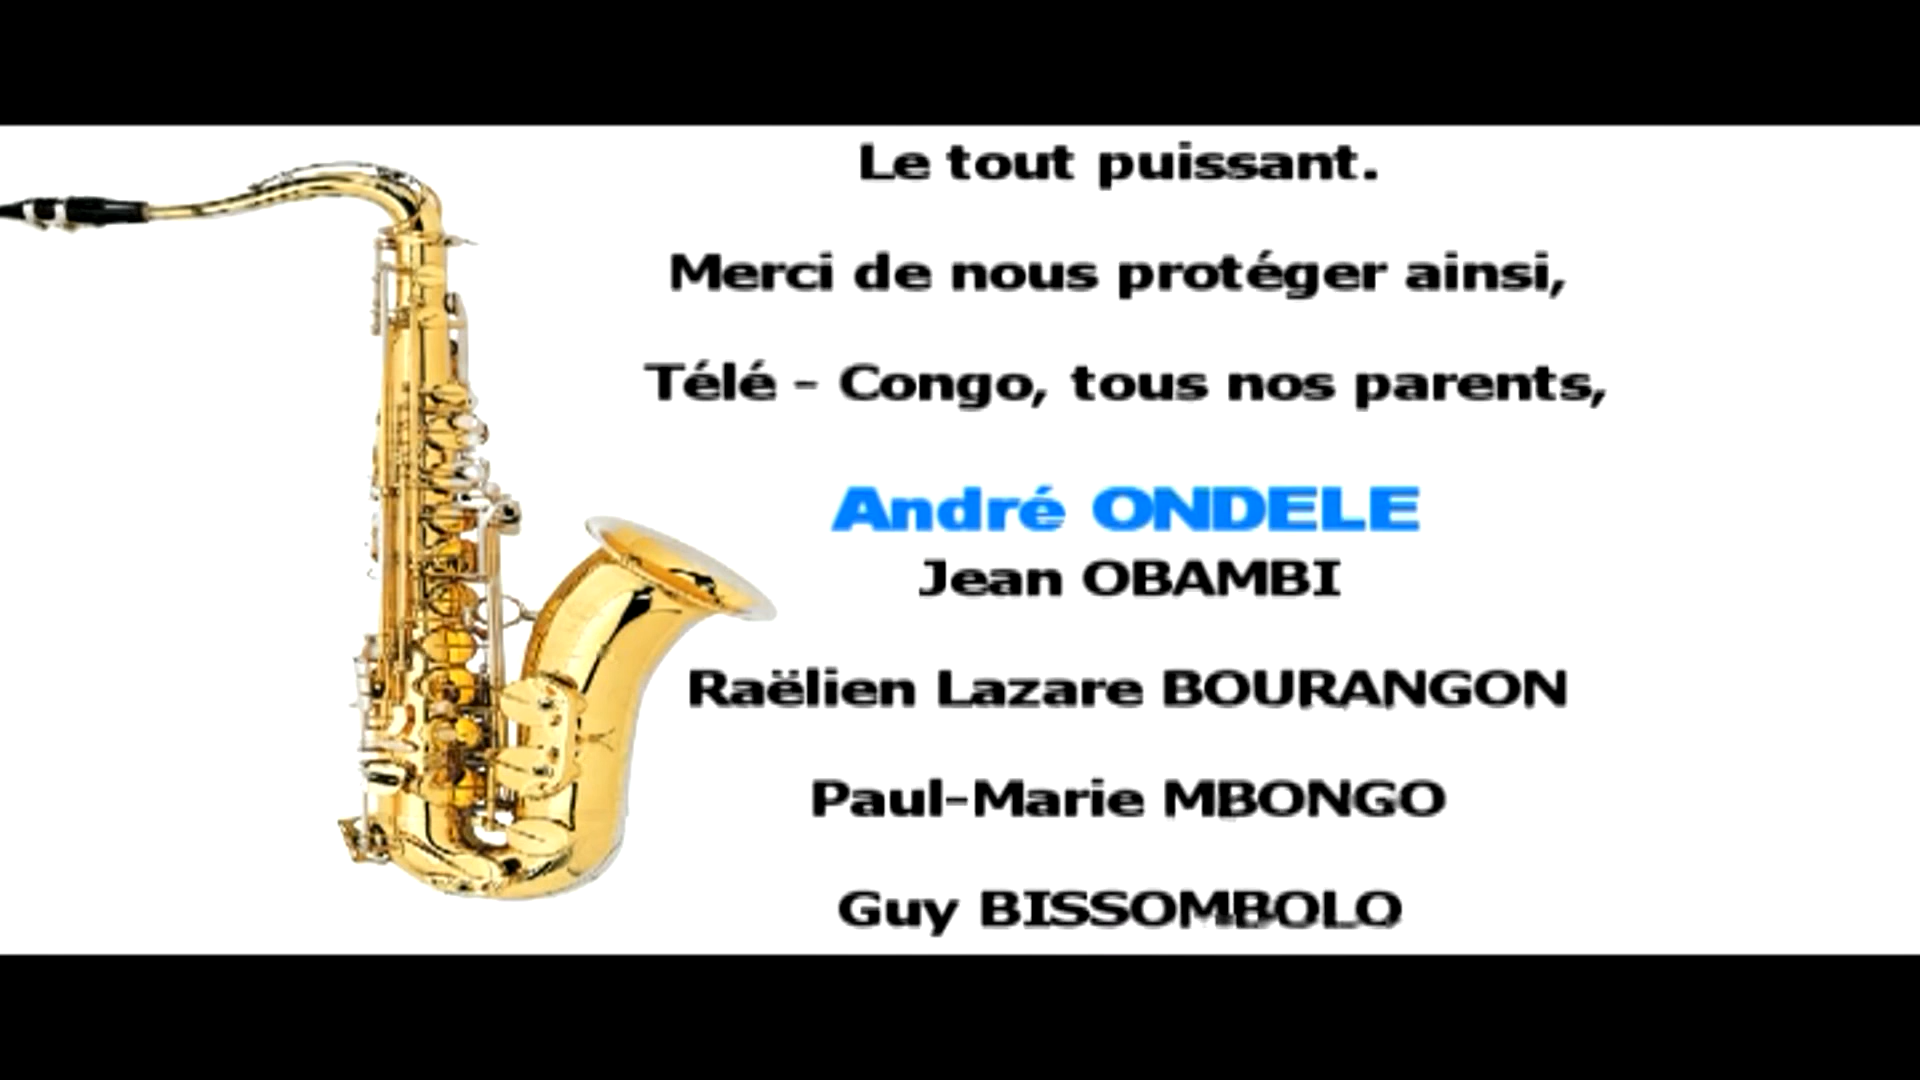 Le tout puissant.
Merci de nous protéger ainsi,
Télé - Congo, tous nos parents,
André ONDELE
Jean OBAMBI
Raëlien Lazare BOURANGON
Paul-Marie MBONGO
Guy BISSOMBOLO